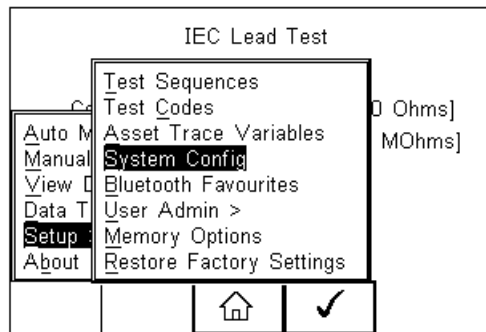 IEC Lead Test
Test Sequences
Test Codes
Ohms]
Asset Trace Variables
MOhms]
System Config
Bluetooth Favourites
User Admin >
Memory Options
Restore Factory Settings
Auto
Manual
View
Data
Setup
About